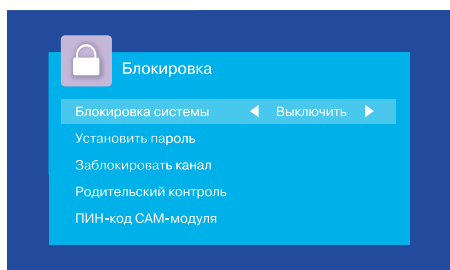 Блокировка
Блокировка системы Выключить
Установить пароль
Заблокировать канал
Родительский контроль
ПИН-код САМ-модуля